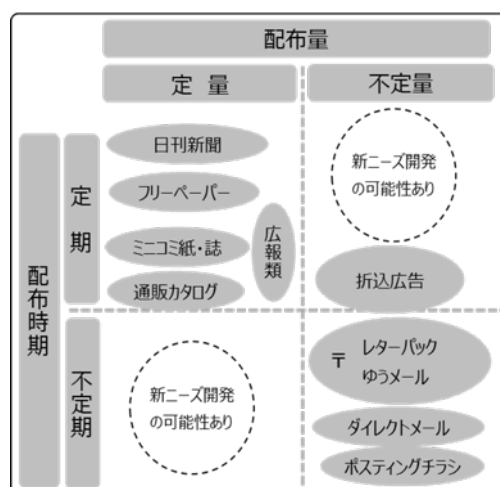 配布量
定 量
不定量
配布時期
定期
不定期
日刊新聞
フリーペーパー
ミニコミ紙・誌
通販カタログ
広報類
新ニーズ開発
の可能性あり
折込広告
新ニーズ開発
の可能性あり
〒 レターパック
ゆうメール
ダイレクトメール
ポスティングチラシ